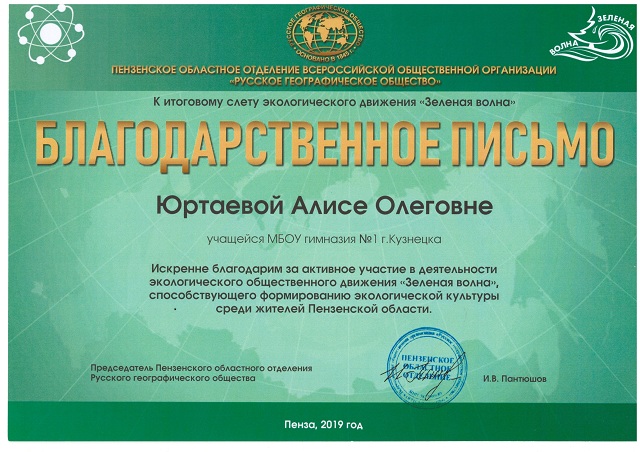 РУССКОЕ ГЕОГРАФИЧЕСКОЕ ОБЩЕСТВО
ОСНОВАНО В 1845 г.
ЗЕЛЕНАЯ
ВОЛНА
ПЕНЗЕНСКОЕ ОБЛАСТНОЕ ОТДЕЛЕНИЕ ВСЕРОССИЙСКОЙ ОБЩЕСТВЕННОЙ ОРГАНИЗАЦИИ
«РУССКОЕ ГЕОГРАФИЧЕСКОЕ ОБЩЕСТВО»
К итоговому слету экологического движения «Зеленая волна»
БЛАГОДАРСТВЕННОЕ ПИСЬМО
Юртаевой Алисе Олеговне
учащейся МБОУ гимназия №1 г.Кузнецка
Искренне благодарим за активное участие в деятельности
экологического общественного движения «Зеленая волна»,
способствующего формированию экологической культуры
среди жителей Пензенской области.
Председатель Пензенского областного отделения
Русского географического общества
ПЕНЗЕНСКОЕ
ОБЛАСТНОЕ
ОТДЕЛЕНИЕ
И.В. Пантюшов
Пенза, 2019 год